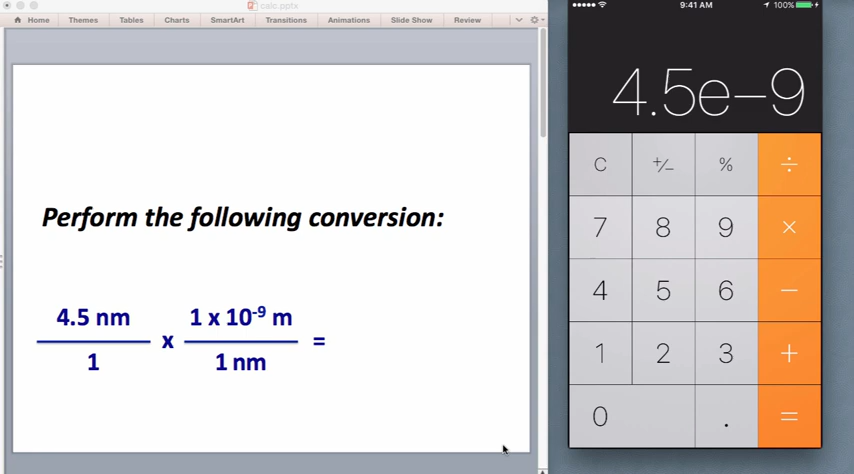 calc.pptx
Home Themes Tables Charts SmartArt Transitions Animations Slide Show Review
Perform the following conversion:
4.5 nm
1
x
1 x 10⁻⁹ m
1 nm
=
9:41 AM 100%
4.5e−9
C +/− % ÷
7 8 9 ×
4 5 6 −
1 2 3 +
0 . =